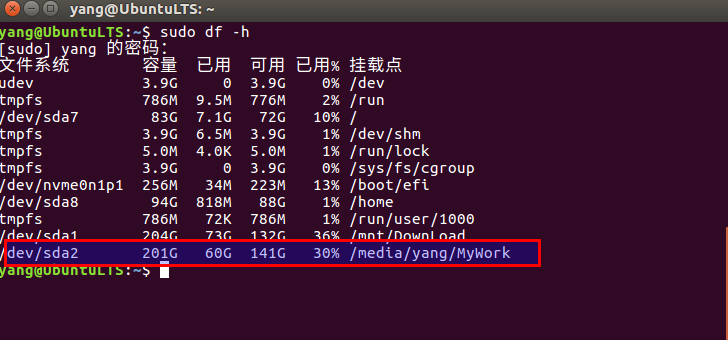 yang@UbuntuLTS: ~
yang@UbuntuLTS:~$ sudo df -h
[sudo] yang 的密码：
文件系统 容量 已用 可用 已用% 挂载点
udev 3.9G 0 3.9G 0% /dev
tmpfs 786M 9.5M 776M 2% /run
/dev/sda7 83G 7.1G 72G 10% /
tmpfs 3.9G 6.5M 3.9G 1% /dev/shm
tmpfs 5.0M 4.0K 5.0M 1% /run/lock
tmpfs 3.9G 0 3.9G 0% /sys/fs/cgroup
/dev/nvme0n1p1 256M 34M 223M 13% /boot/efi
/dev/sda8 94G 818M 88G 1% /home
tmpfs 786M 72K 786M 1% /run/user/1000
/dev/sda1 204G 73G 132G 36% /mnt/DownLoad
/dev/sda2 201G 60G 141G 30% /media/yang/MyWork
yang@UbuntuLTS:~$